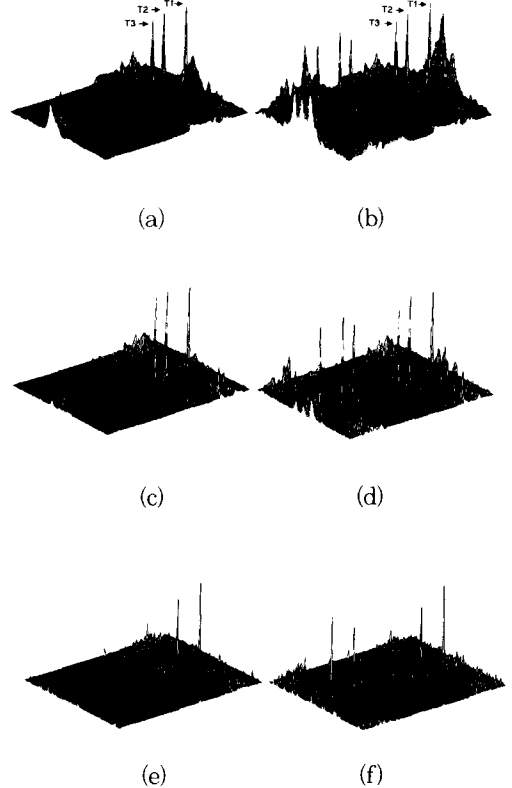 T1→
T2→
T3→
T1→
T2→
T3→
(a)
(b)
(c)
(d)
(e)
(f)